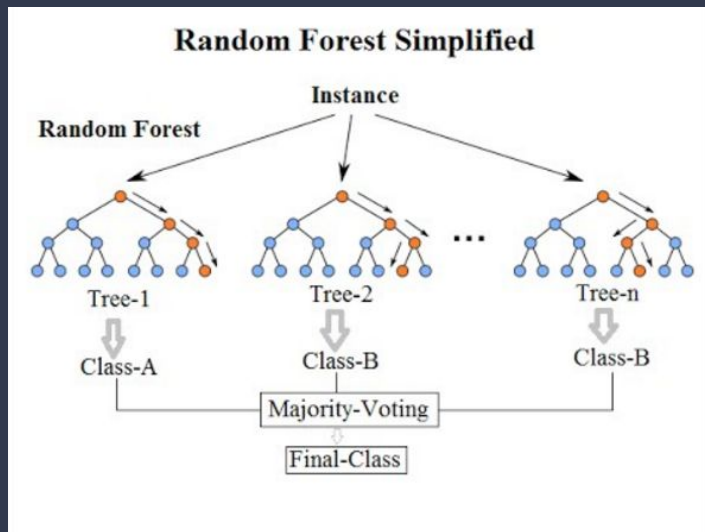 Random Forest Simplified
Instance
Random Forest
...
Tree-1
Tree-2
Tree-n
Class-A
Class-B
Class-B
Majority-Voting
Final-Class